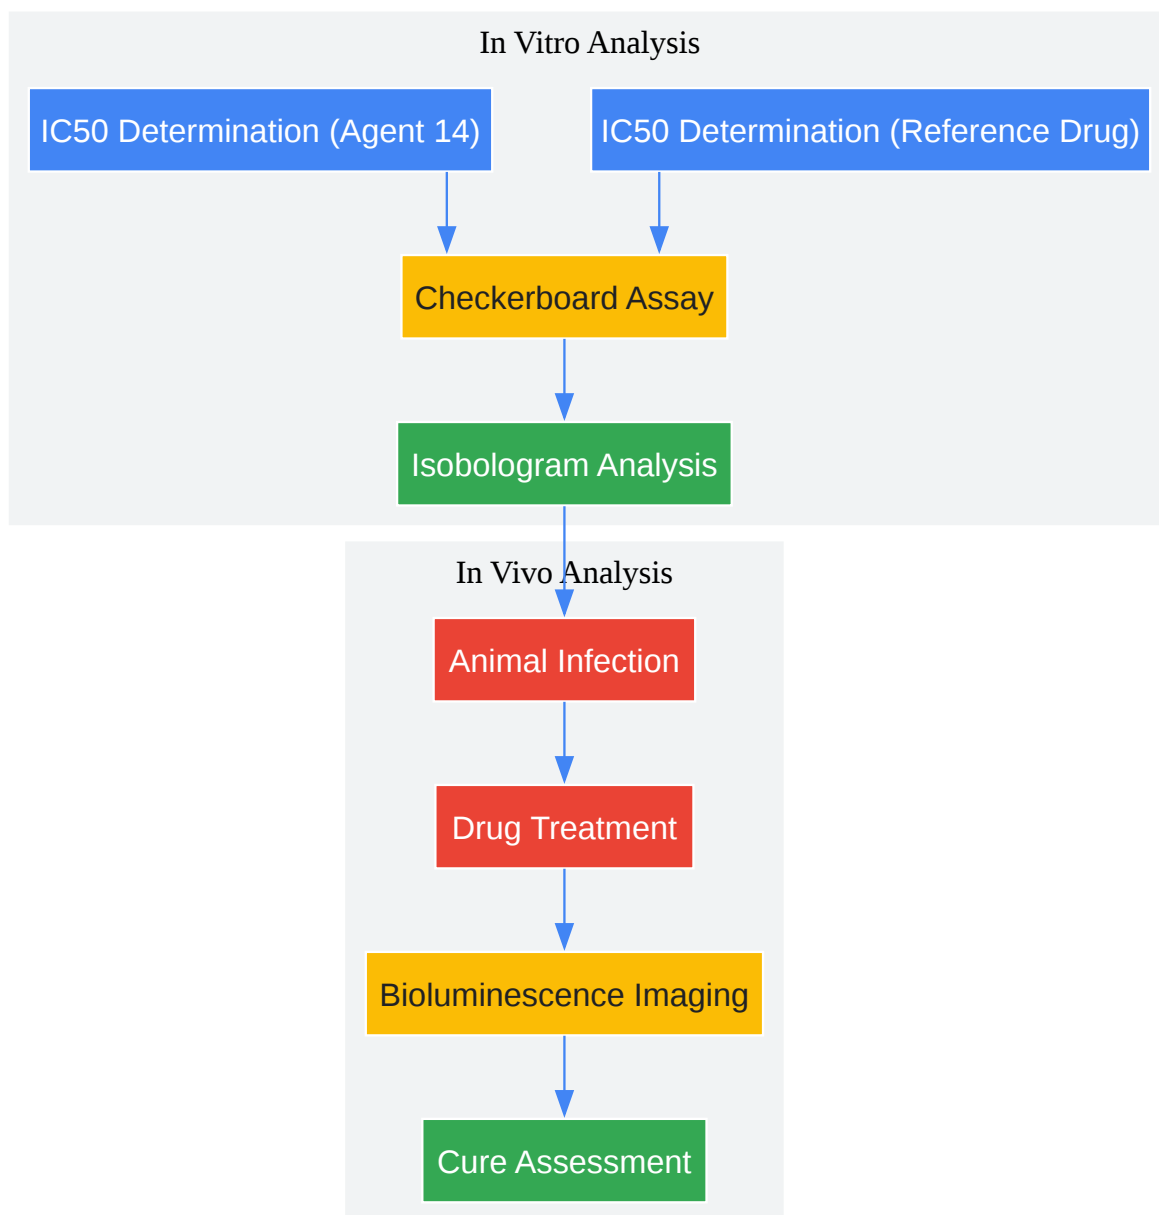 In Vitro Analysis
IC50 Determination (Agent 14)
IC50 Determination (Reference Drug)
Checkerboard Assay
Isobologram Analysis
In Vivo Analysis
Animal Infection
Drug Treatment
Bioluminescence Imaging
Cure Assessment